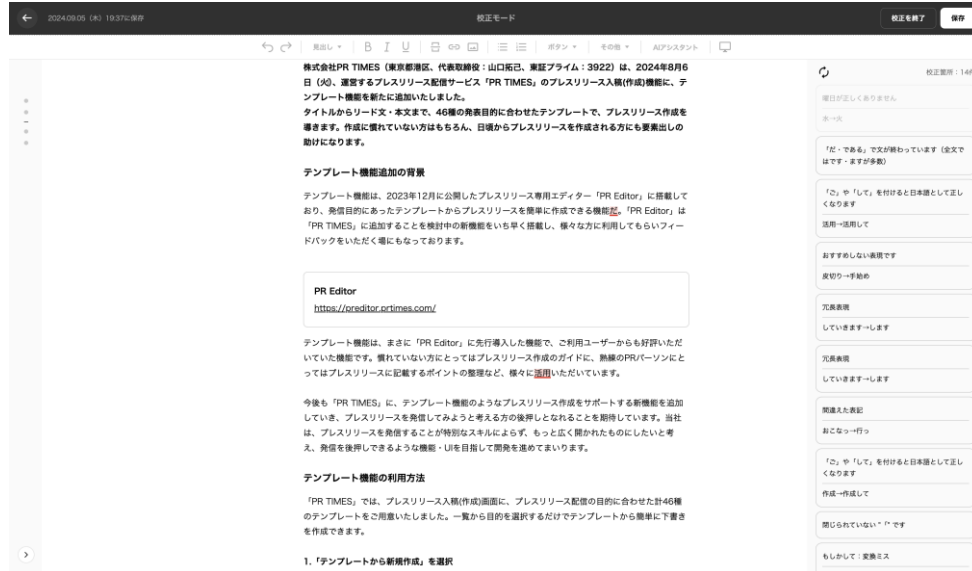 2024.09.05（木）19:37に保存
校正モード
校正を終了
保存
見出し
B I U
ボタン
その他
AIアシスタント
株式会社PR TIMES（東京都港区、代表取締役：山口拓己、東証プライム：3922）は、2024年8月6
日（火）、運営するプレスリリース配信サービス「PR TIMES」のプレスリリース入稿(作成)機能に、テ
ンプレート機能を新たに追加いたしました。
タイトルからリード文・本文まで、46種の発表目的に合わせたテンプレートで、プレスリリース作成を
導きます。作成に慣れていない方はもちろん、日頃からプレスリリースを作成される方にも要素出しの
助けになります。
テンプレート機能追加の背景
テンプレート機能は、2023年12月に公開したプレスリリース専用エディター「PR Editor」に搭載して
おり、発信目的にあったテンプレートからプレスリリースを簡単に作成できる機能だ。「PR Editor」は
「PR TIMES」に追加することを検討中の新機能をいち早く搭載し、様々な方に利用してもらいフィー
ドバックをいただく場にもなっております。
PR Editor
https://preditor.prtimes.com/
テンプレート機能は、まさに「PR Editor」に先行導入した機能で、ご利用ユーザーからも好評いただ
いていた機能です。慣れていない方にとってはプレスリリース作成のガイドに、熟練のPRパーソンにと
ってはプレスリリースに記載するポイントの整理など、様々に活用いただいています。
今後も「PR TIMES」に、テンプレート機能のようなプレスリリース作成をサポートする新機能を追加
していき、プレスリリースを発信してみようと考える方の後押しとなれることを期待しています。当社
は、プレスリリースを発信することが特別なスキルによらず、もっと広く開かれたものにしたいと考
え、発信を後押しできるような機能・UIを目指して開発を進めてまいります。
テンプレート機能の利用方法
「PR TIMES」では、プレスリリース入稿(作成)画面に、プレスリリース配信の目的に合わせた計46種
のテンプレートをご用意いたしました。一覧から目的を選択するだけでテンプレートから簡単に下書き
を作成できます。
1.「テンプレートから新規作成」を選択
校正箇所：14件
曜日が正しくありません
水→火
「だ・である」で文が終わっています（全文で
はです・ますが多数）
「ご」や「して」を付けると日本語として正し
くなります
活用→活用して
おすすめしない表現です
皮切り→手始め
冗長表現
していきます→します
冗長表現
していきます→します
間違えた表記
おこなっ→行っ
「ご」や「して」を付けると日本語として正し
くなります
作成→作成して
閉じられていない "「" です
もしかして：変換ミス